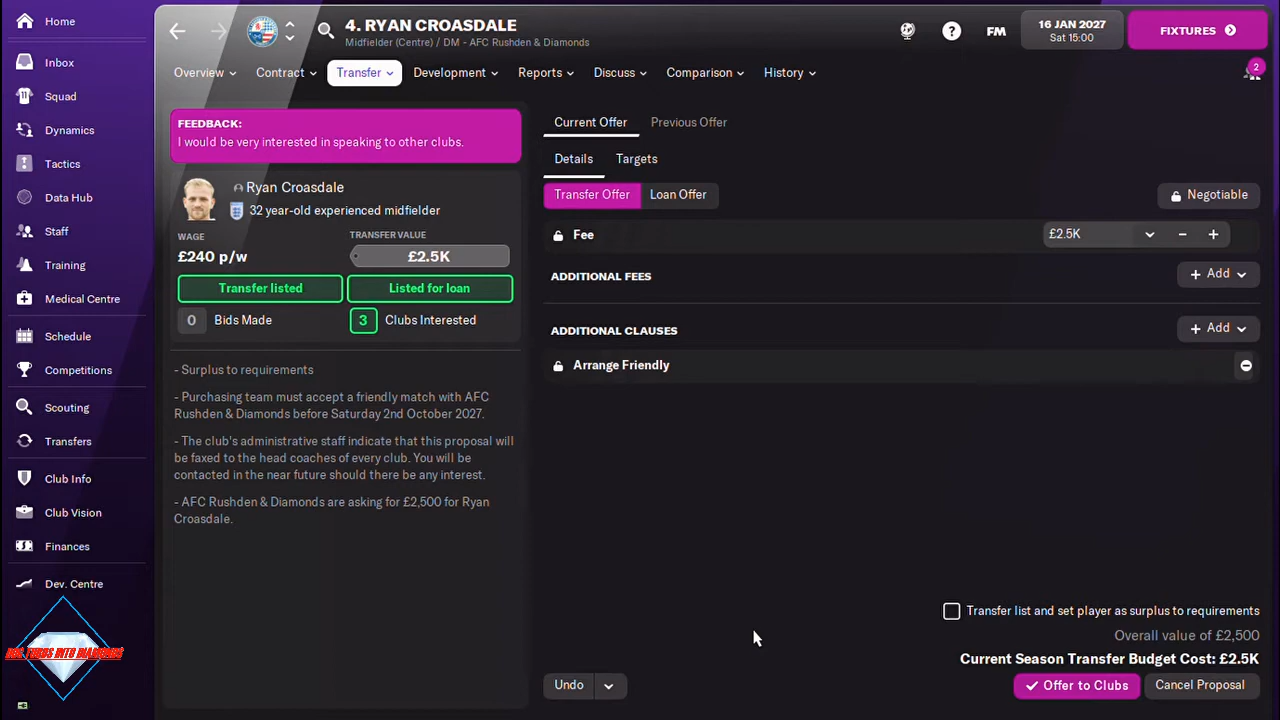 Home
Inbox
Squad
Dynamics
Tactics
Data Hub
Staff
Training
Medical Centre
Schedule
Competitions
Scouting
Transfers
Club Info
Club Vision
Finances
Dev. Centre
4. RYAN CROASDALE
Midfielder (Centre) / DM - AFC Rushden & Diamonds
FM
16 JAN 2027
Sat 15:00
FIXTURES
Overview
Contract
Transfer
Development
Reports
Discuss
Comparison
History
2
FEEDBACK:
I would be very interested in speaking to other clubs.
Ryan Croasdale
32 year-old experienced midfielder
WAGE
TRANSFER VALUE
£240 p/w
£2.5K
Transfer listed
Listed for loan
0 Bids Made
3 Clubs Interested
- Surplus to requirements
- Purchasing team must accept a friendly match with AFC
Rushden & Diamonds before Saturday 2nd October 2027.
- The club's administrative staff indicate that this proposal will
be faxed to the head coaches of every club. You will be
contacted in the near future should there be any interest.
- AFC Rushden & Diamonds are asking for £2,500 for Ryan
Croasdale.
Current Offer
Previous Offer
Details
Targets
Transfer Offer
Loan Offer
Negotiable
Fee
£2.5K
ADDITIONAL FEES
+ Add
ADDITIONAL CLAUSES
+ Add
Arrange Friendly
Transfer list and set player as surplus to requirements
Overall value of £2,500
Current Season Transfer Budget Cost: £2.5K
Undo
Offer to Clubs
Cancel Proposal